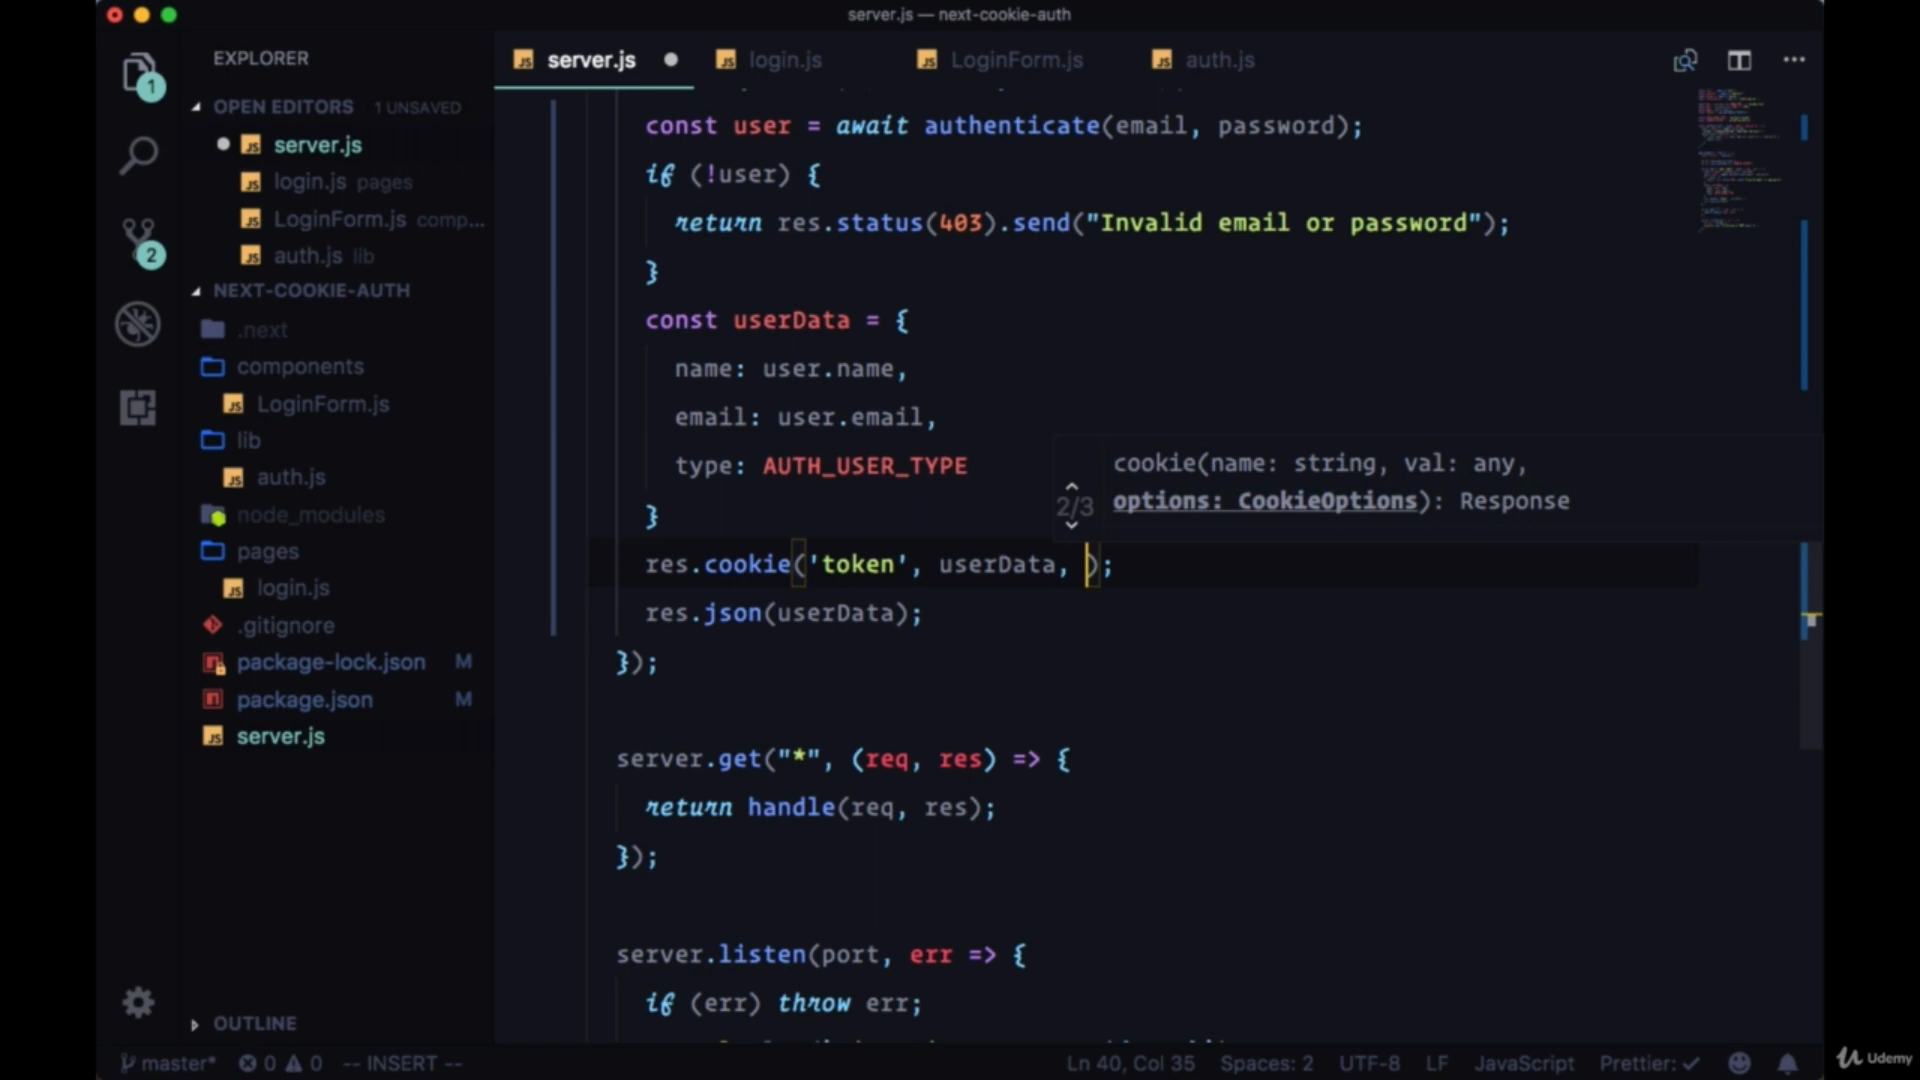 server.js — next-cookie-auth
EXPLORER
server.js
login.js
LoginForm.js
auth.js
1
OPEN EDITORS 1 UNSAVED
server.js
login.js pages
LoginForm.js comp...
auth.js lib
2
NEXT-COOKIE-AUTH
.next
components
LoginForm.js
lib
auth.js
node_modules
pages
login.js
.gitignore
package-lock.json M
package.json M
server.js
OUTLINE
const user = await authenticate(email, password);
if (!user) {
return res.status(403).send("Invalid email or password");
}
const userData = {
name: user.name,
email: user.email,
type: AUTH_USER_TYPE
}
2/3
cookie(name: string, val: any,
options: CookieOptions): Response
res.cookie('token', userData, );
res.json(userData);
});
server.get("*", (req, res) => {
return handle(req, res);
});
server.listen(port, err => {
if (err) throw err;
master* 0 0 -- INSERT -- Ln 40, Col 35 Spaces: 2 UTF-8 LF JavaScript Prettier: ✓
Udemy